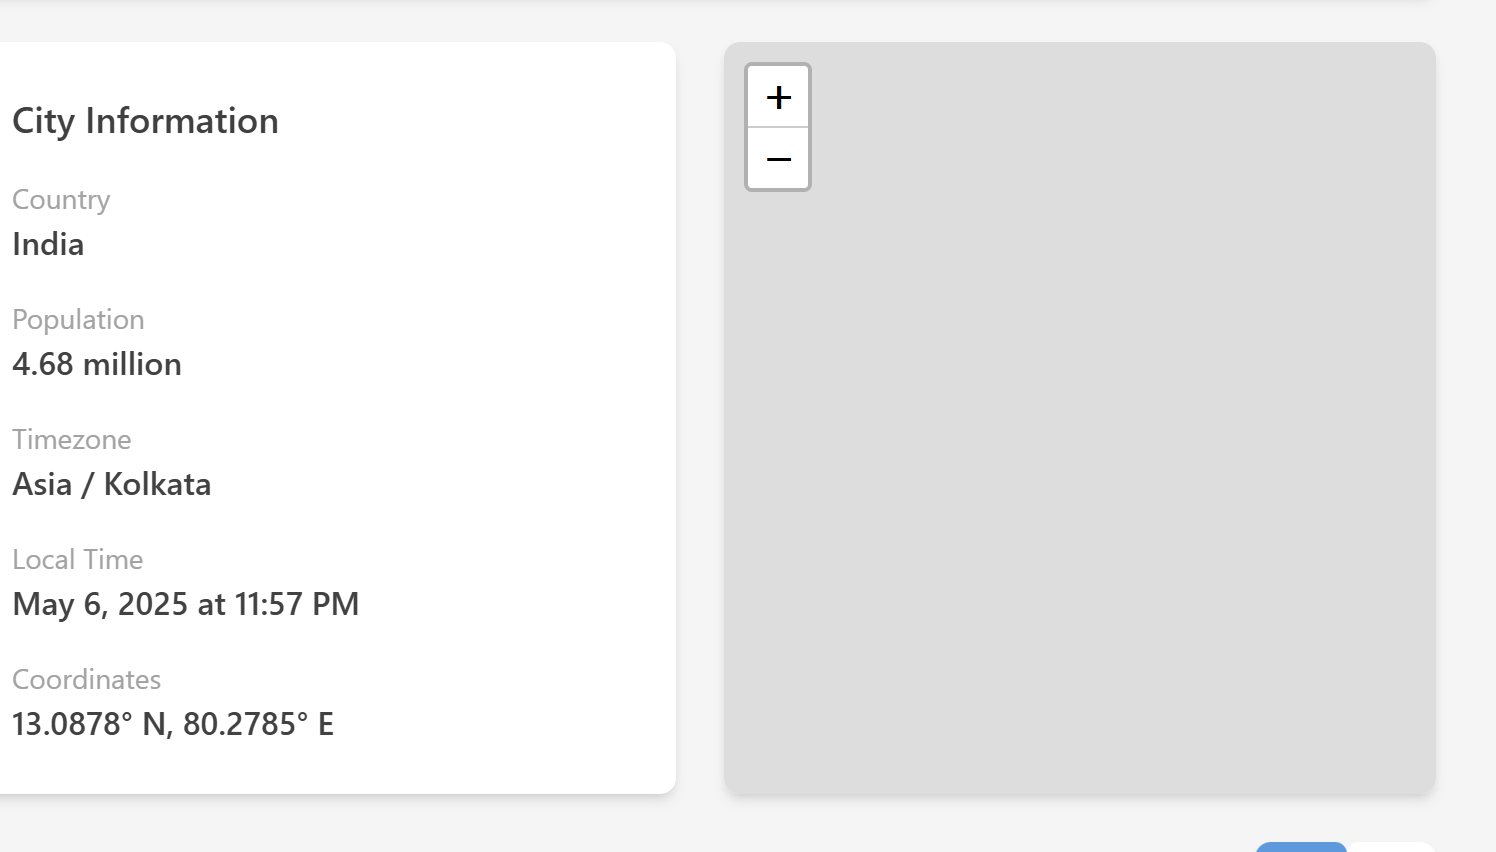 City Information
Country
India
Population
4.68 million
Timezone
Asia / Kolkata
Local Time
May 6, 2025 at 11:57 PM
Coordinates
13.0878° N, 80.2785° E
+
−